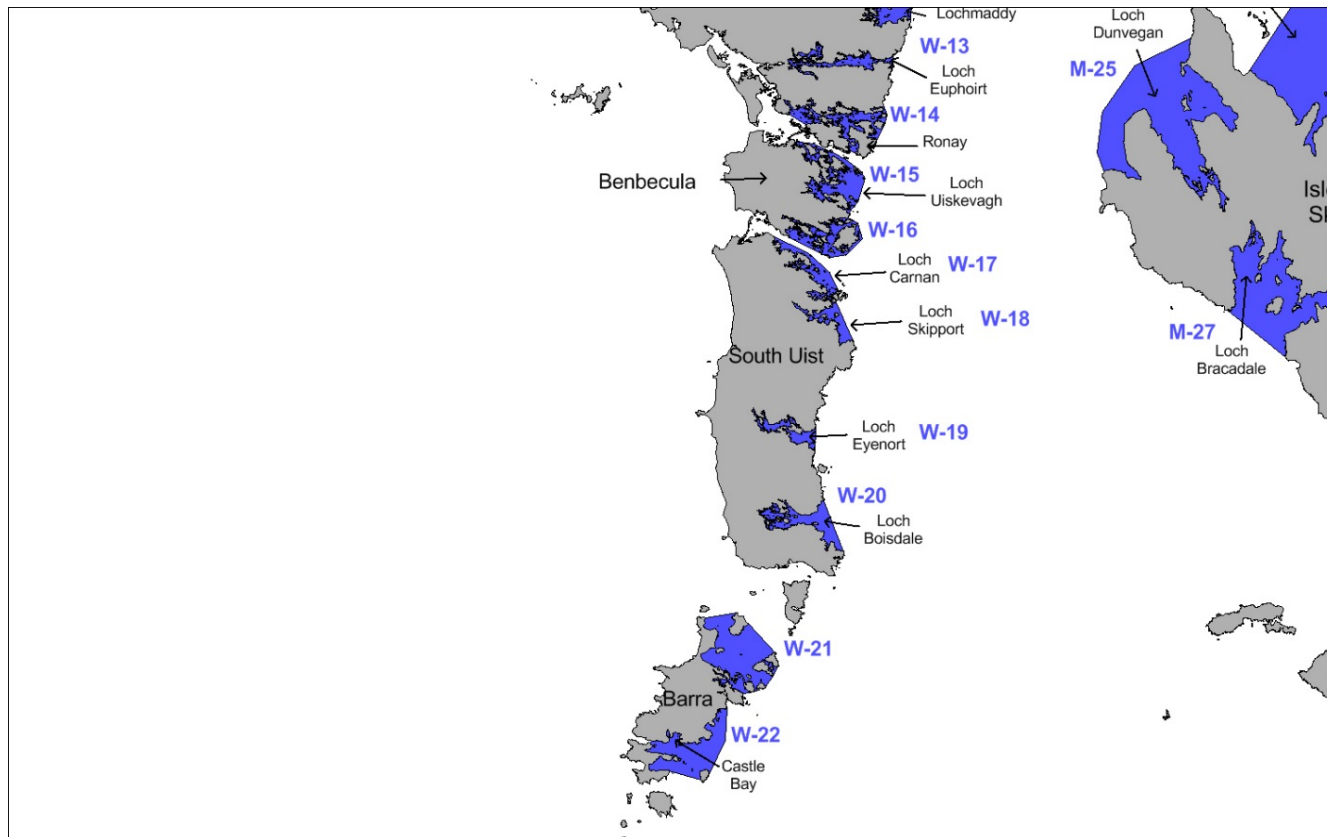 Lochmaddy
W-13
Loch
Euphoirt
W-14
Ronay
Benbecula
W-15
Loch
Uiskevagh
W-16
Loch
Carnan
W-17
Loch
Skipport
W-18
South Uist
Loch
Eyenort
W-19
W-20
Loch
Boisdale
W-21
Barra
W-22
Castle
Bay
Loch
Dunvegan
M-25
M-27
Loch
Bracadale